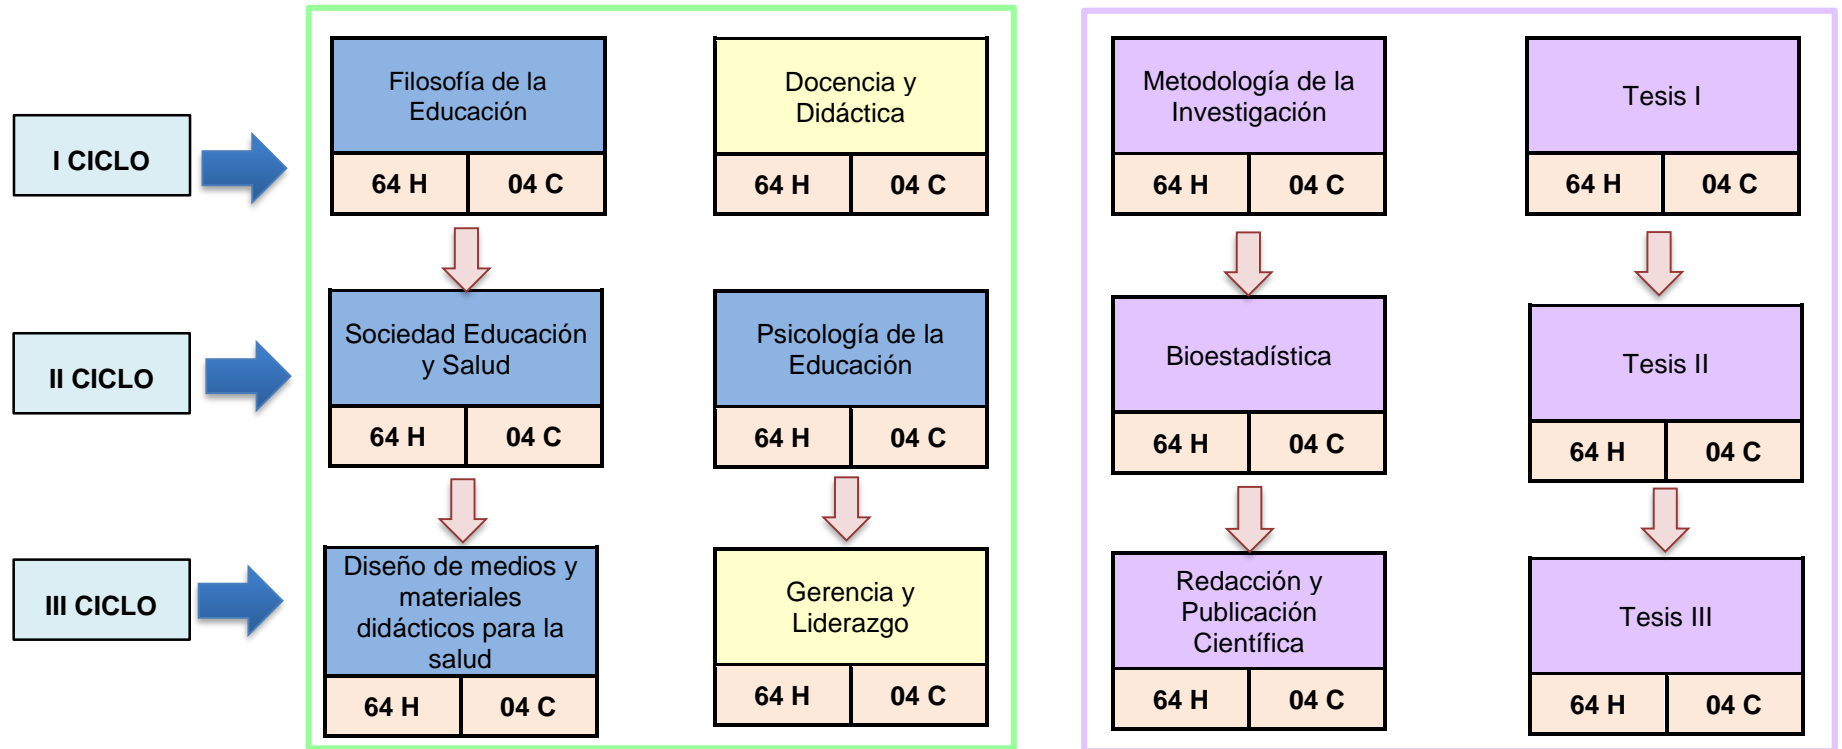 I CICLO
Filosofía de la
Educación
64 H
04 C
Docencia y
Didáctica
64 H
04 C
Metodología de la
Investigación
64 H
04 C
Tesis I
64 H
04 C
II CICLO
Sociedad Educación
y Salud
64 H
04 C
Psicología de la
Educación
64 H
04 C
Bioestadística
64 H
04 C
Tesis II
64 H
04 C
III CICLO
Diseño de medios y
materiales
didácticos para la
salud
64 H
04 C
Gerencia y
Liderazgo
64 H
04 C
Redacción y
Publicación
Científica
64 H
04 C
Tesis III
64 H
04 C